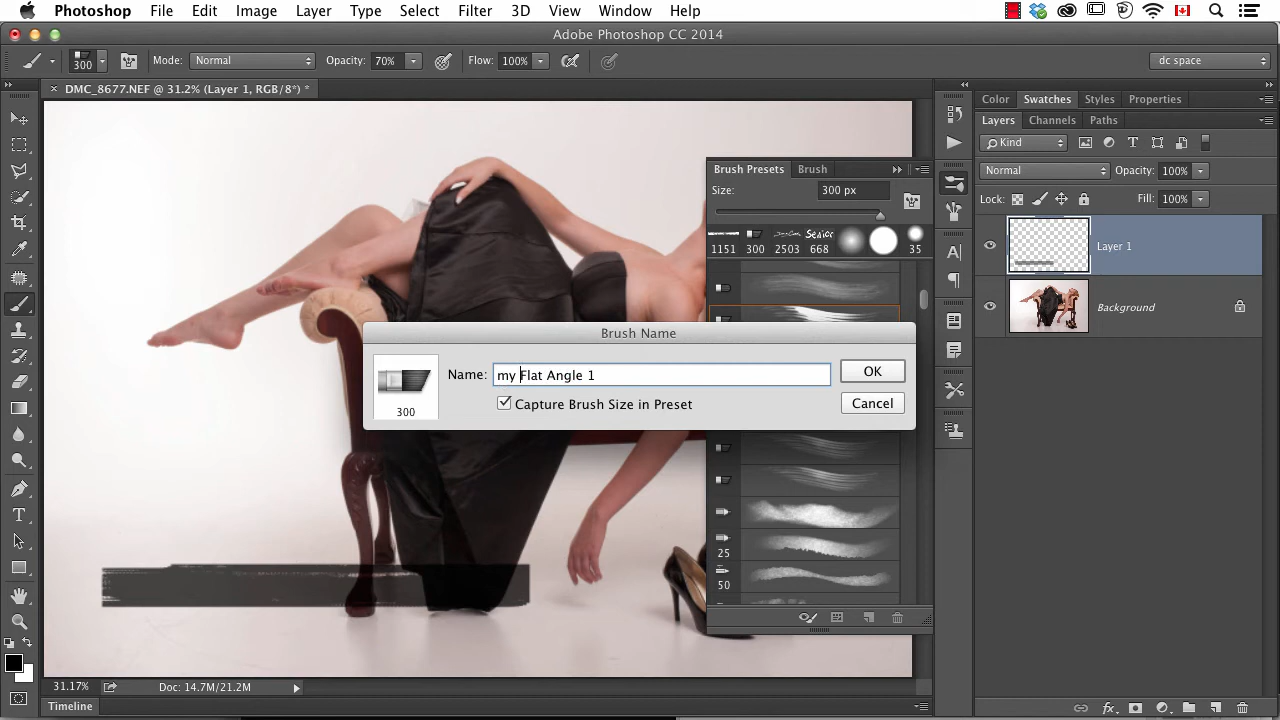 Photoshop File Edit Image Layer Type Select Filter 3D View Window Help
Adobe Photoshop CC 2014
300 Mode: Normal Opacity: 70% Flow: 100% dc space
× DMC_8677.NEF @ 31.2% (Layer 1, RGB/8*) *
Color Swatches Styles Properties
Layers Channels Paths
Kind
Normal Opacity: 100%
Lock: Fill: 100%
Layer 1
Background
Brush Presets Brush
Size: 300 px
1151 300 2503 668 35
25
50
Brush Name
Name: my Flat Angle 1 OK
300 Capture Brush Size in Preset Cancel
31.17% Doc: 14.7M/21.2M
Timeline